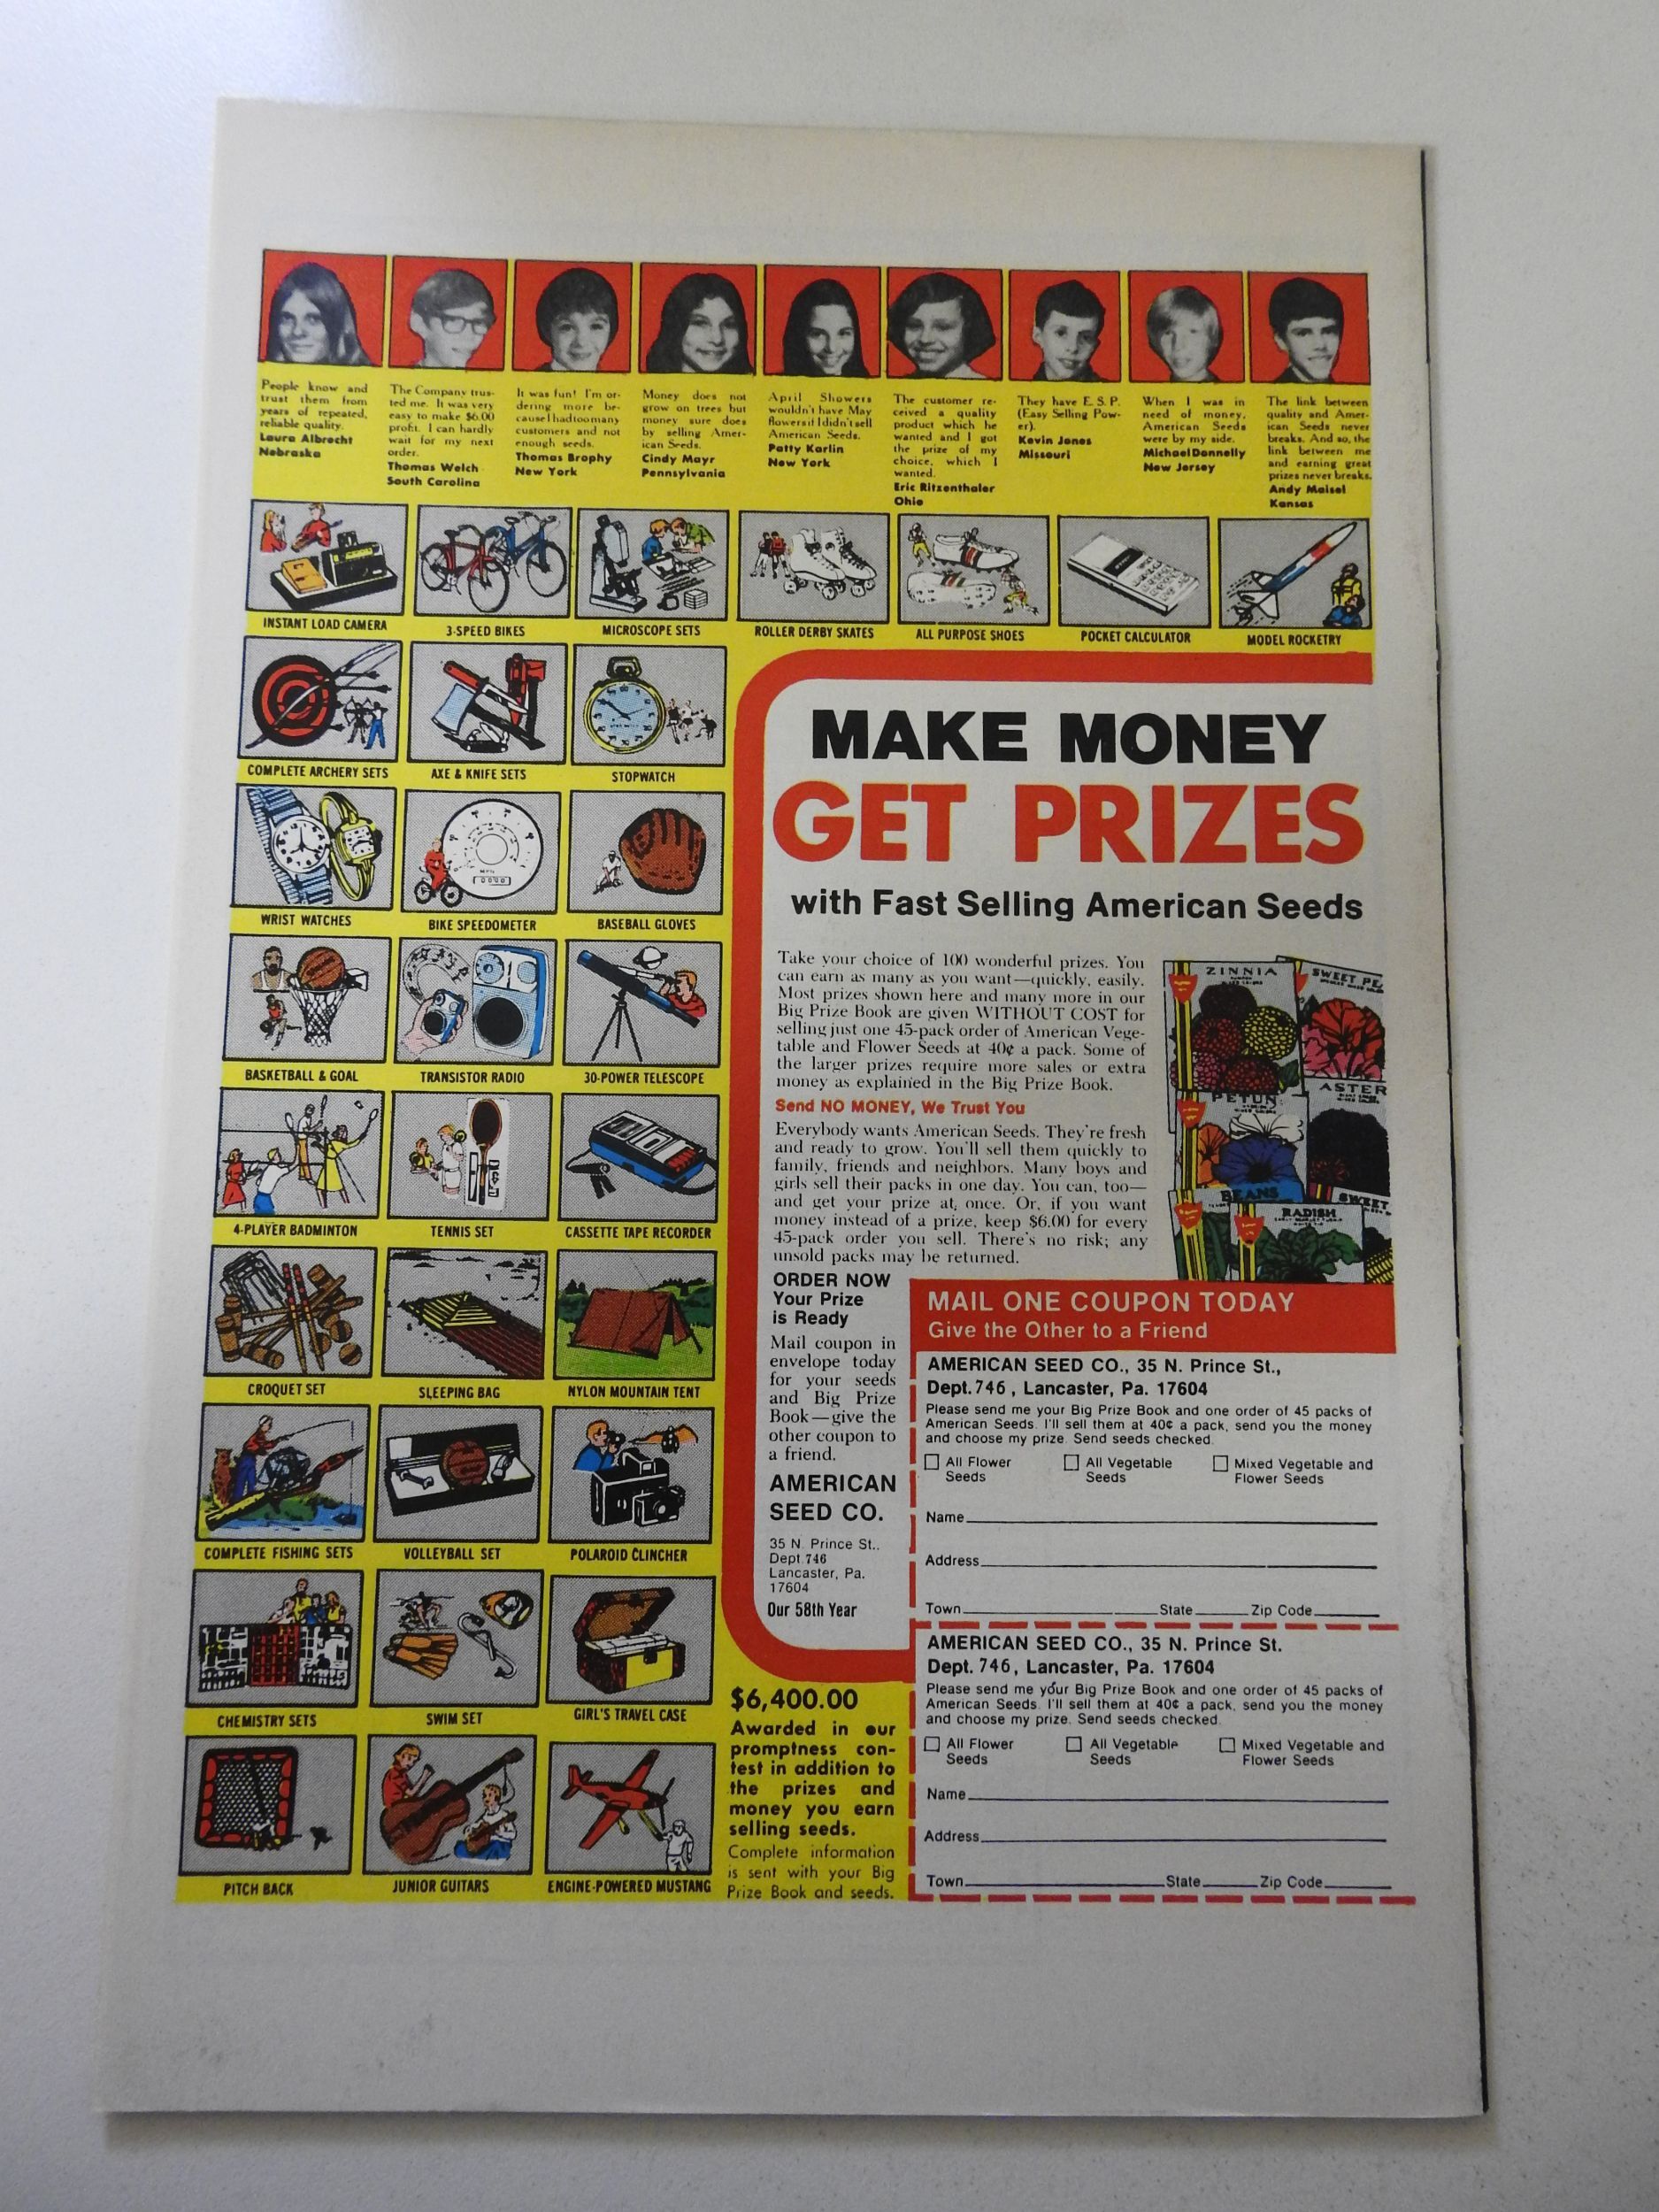 People know and
trust them from
years of repeated,
reliable quality.
Laura Albrecht
Nebraska
The Company trus-
ted me. It was very
easy to make $6.00
profit. I can hardly
wait for my next
order.
Thomas Welch
South Carolina
It was fun! I'm or-
dering more be-
cause I had too many
customers and not
enough seeds.
Thomas Brophy
New York
Money does not
grow on trees but
money sure does
by selling Amer-
ican Seeds.
Cindy Mayr
Pennsylvania
April Showers
wouldn't have May
flowers if I didn't sell
American Seeds.
Patty Karlin
New York
The customer re-
ceived a quality
product which he
wanted and I got
the prize of my
choice, which I
wanted.
Eric Ritzenthaler
Ohio
They have E.S.P.
(Easy Selling Pow-
er).
Kevin Jones
Missouri
When I was in
need of money,
American Seeds
were by my side.
Michael Donnelly
New Jersey
The link between
quality and Amer-
ican Seeds never
breaks. And so, the
link between me
and earning great
prizes never breaks.
Andy Maisel
Kansas
INSTANT LOAD CAMERA
3-SPEED BIKES
MICROSCOPE SETS
ROLLER DERBY SKATES
ALL PURPOSE SHOES
POCKET CALCULATOR
MODEL ROCKETRY
COMPLETE ARCHERY SETS
AXE & KNIFE SETS
STOPWATCH
WRIST WATCHES
BIKE SPEEDOMETER
BASEBALL GLOVES
BASKETBALL & GOAL
TRANSISTOR RADIO
30-POWER TELESCOPE
4-PLAYER BADMINTON
TENNIS SET
CASSETTE TAPE RECORDER
CROQUET SET
SLEEPING BAG
NYLON MOUNTAIN TENT
COMPLETE FISHING SETS
VOLLEYBALL SET
POLAROID CLINCHER
CHEMISTRY SETS
SWIM SET
GIRL'S TRAVEL CASE
PITCH BACK
JUNIOR GUITARS
ENGINE-POWERED MUSTANG
MAKE MONEY
GET PRIZES
with Fast Selling American Seeds
Take your choice of 100 wonderful prizes. You
can earn as many as you want—quickly, easily.
Most prizes shown here and many more in our
Big Prize Book are given WITHOUT COST for
selling just one 45-pack order of American Vege-
table and Flower Seeds at 40¢ a pack. Some of
the larger prizes require more sales or extra
money as explained in the Big Prize Book.
Send NO MONEY, We Trust You
Everybody wants American Seeds. They're fresh
and ready to grow. You'll sell them quickly to
family, friends and neighbors. Many boys and
girls sell their packs in one day. You can, too—
and get your prize at once. Or, if you want
money instead of a prize, keep $6.00 for every
45-pack order you sell. There's no risk; any
unsold packs may be returned.
ZINNIA
SWEET PE
ASTER
PETUN
BEANS
SWEET
RADISH
ORDER NOW
Your Prize
is Ready
Mail coupon in
envelope today
for your seeds
and Big Prize
Book—give the
other coupon to
a friend.
AMERICAN
SEED CO.
35 N. Prince St.,
Dept 746
Lancaster, Pa.
17604
Our 58th Year
$6,400.00
Awarded in our
promptness con-
test in addition to
the prizes and
money you earn
selling seeds.
Complete information
is sent with your Big
Prize Book and seeds.
MAIL ONE COUPON TODAY
Give the Other to a Friend
AMERICAN SEED CO., 35 N. Prince St.,
Dept. 746, Lancaster, Pa. 17604
Please send me your Big Prize Book and one order of 45 packs of
American Seeds. I'll sell them at 40¢ a pack, send you the money
and choose my prize. Send seeds checked.
All Flower Seeds
All Vegetable Seeds
Mixed Vegetable and Flower Seeds
Name
Address
Town State Zip Code
AMERICAN SEED CO., 35 N. Prince St.
Dept. 746, Lancaster, Pa. 17604
Please send me your Big Prize Book and one order of 45 packs of
American Seeds. I'll sell them at 40¢ a pack, send you the money
and choose my prize. Send seeds checked.
All Flower Seeds
All Vegetable Seeds
Mixed Vegetable and Flower Seeds
Name
Address
Town State Zip Code